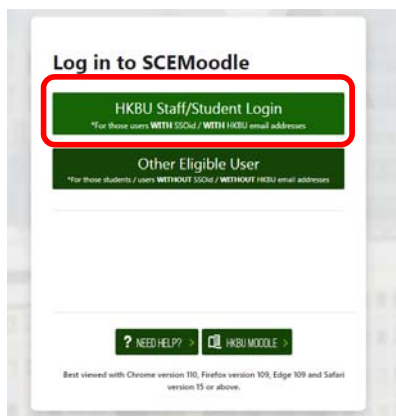 Log in to SCEMoodle
HKBU Staff/Student Login
*For those users WITH SSOid / WITH HKBU email addresses
Other Eligible User
*For those students / users WITHOUT SSOid / WITHOUT HKBU email addresses
? NEED HELP? >
HKBU MOODLE >
Best viewed with Chrome version 110, Firefox version 109, Edge 109 and Safari
version 15 or above.